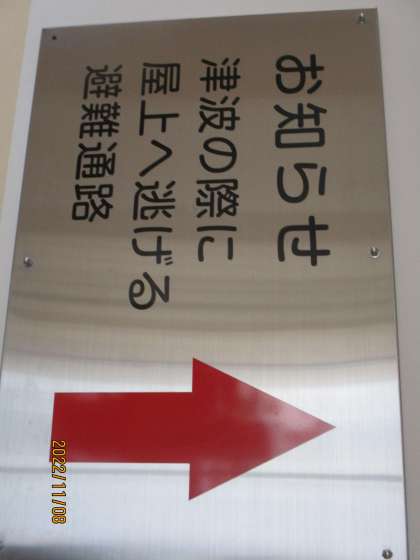 お知らせ
津波の際に
屋上へ逃げる
避難通路
2022/11/08